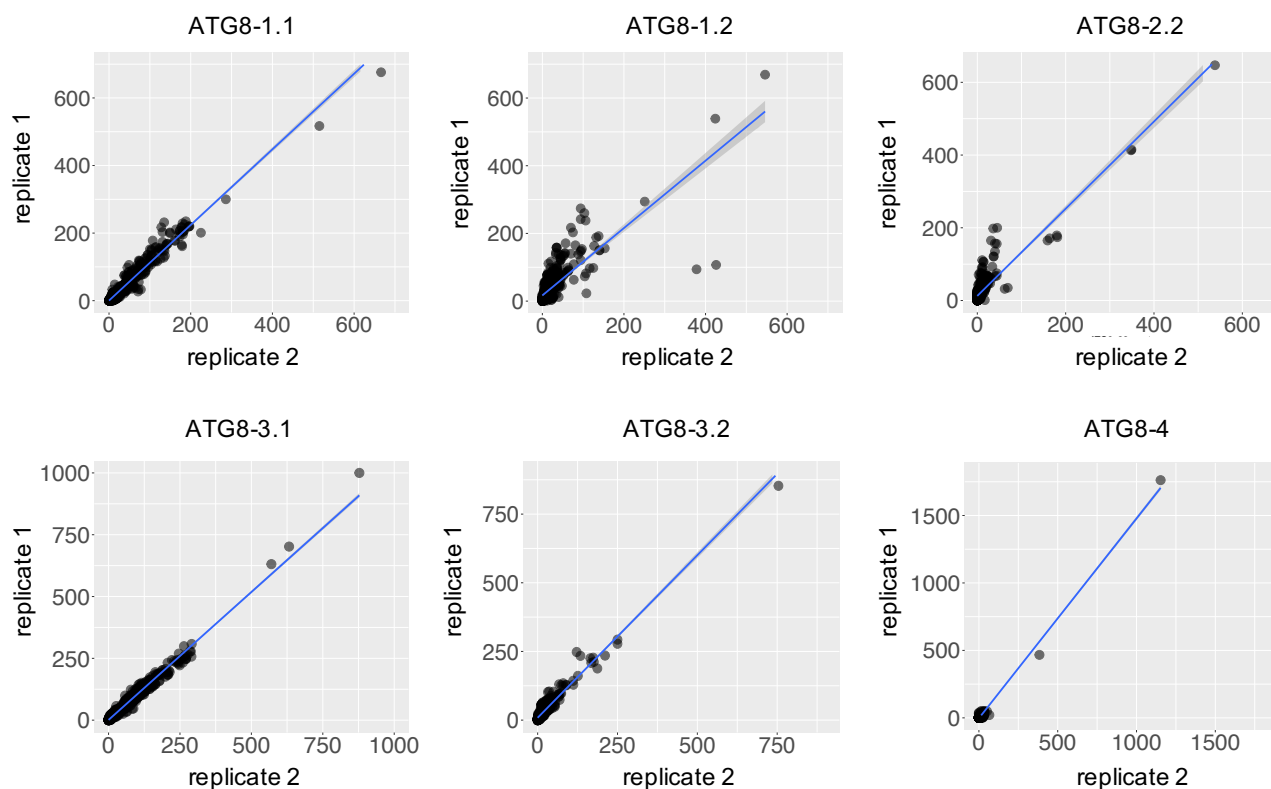 ATG8-1.1
ATG8-1.2
ATG8-2.2
replicate 1
600
400
200
0
0
200
400
600
replicate 2
replicate 1
600
400
200
0
0
200
400
600
replicate 2
replicate 1
600
400
200
0
0
200
400
600
replicate 2
ATG8-3.1
ATG8-3.2
ATG8-4
replicate 1
1000
750
500
250
0
0
250
500
750
1000
replicate 2
replicate 1
750
500
250
0
0
250
500
750
replicate 2
replicate 1
1500
1000
500
0
0
500
1000
1500
replicate 2